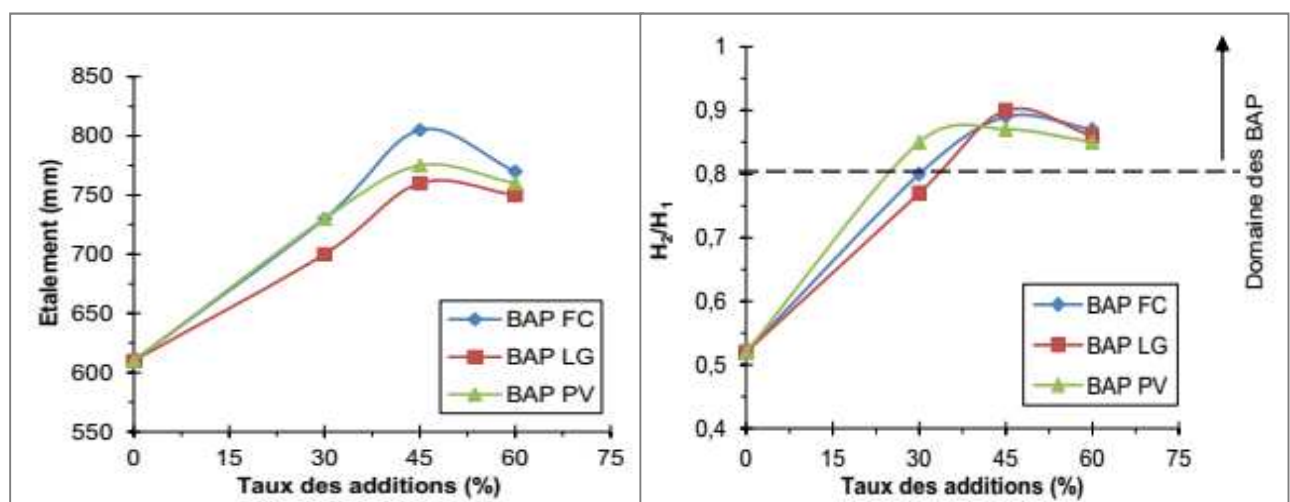 850
800
750
700
650
600
550
Etalement (mm)
0 15 30 45 60 75
Taux des additions (%)
BAP FC
BAP LG
BAP PV
1
0,9
0,8
0,7
0,6
0,5
0,4
H₂/H₁
0 15 30 45 60 75
Taux des additions (%)
BAP FC
BAP LG
BAP PV
Domaine des BAP